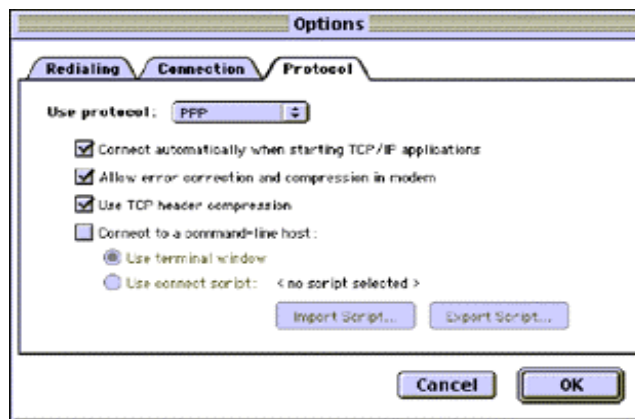 Options
Redialing Connection Protocol
Use protocol: PPP
Connect automatically when starting TCP/IP applications
Allow error correction and compression in modem
Use TCP header compression
Connect to a command-line host:
Use terminal window
Use connect script: < no script selected >
Import Script... Export Script...
Cancel OK